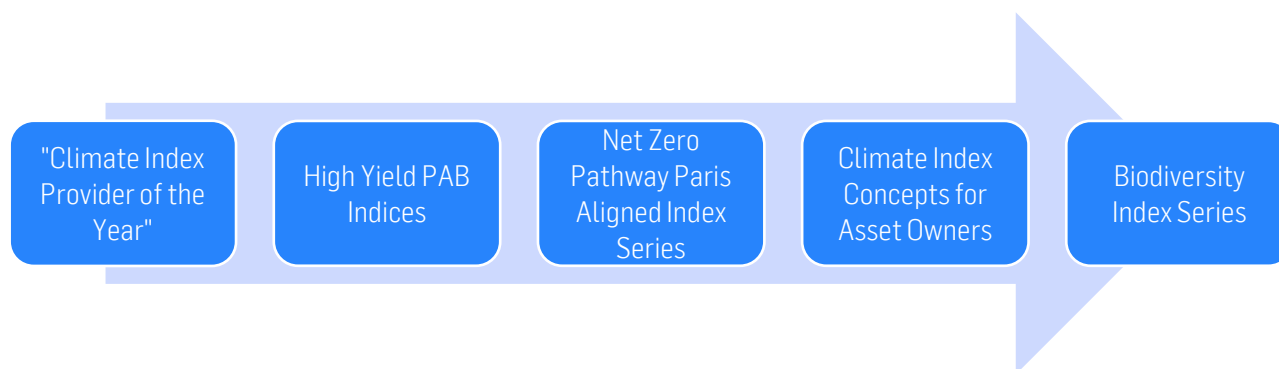 "Climate Index
Provider of the
Year"
High Yield PAB
Indices
Net Zero
Pathway Paris
Aligned Index
Series
Climate Index
Concepts for
Asset Owners
Biodiversity
Index Series